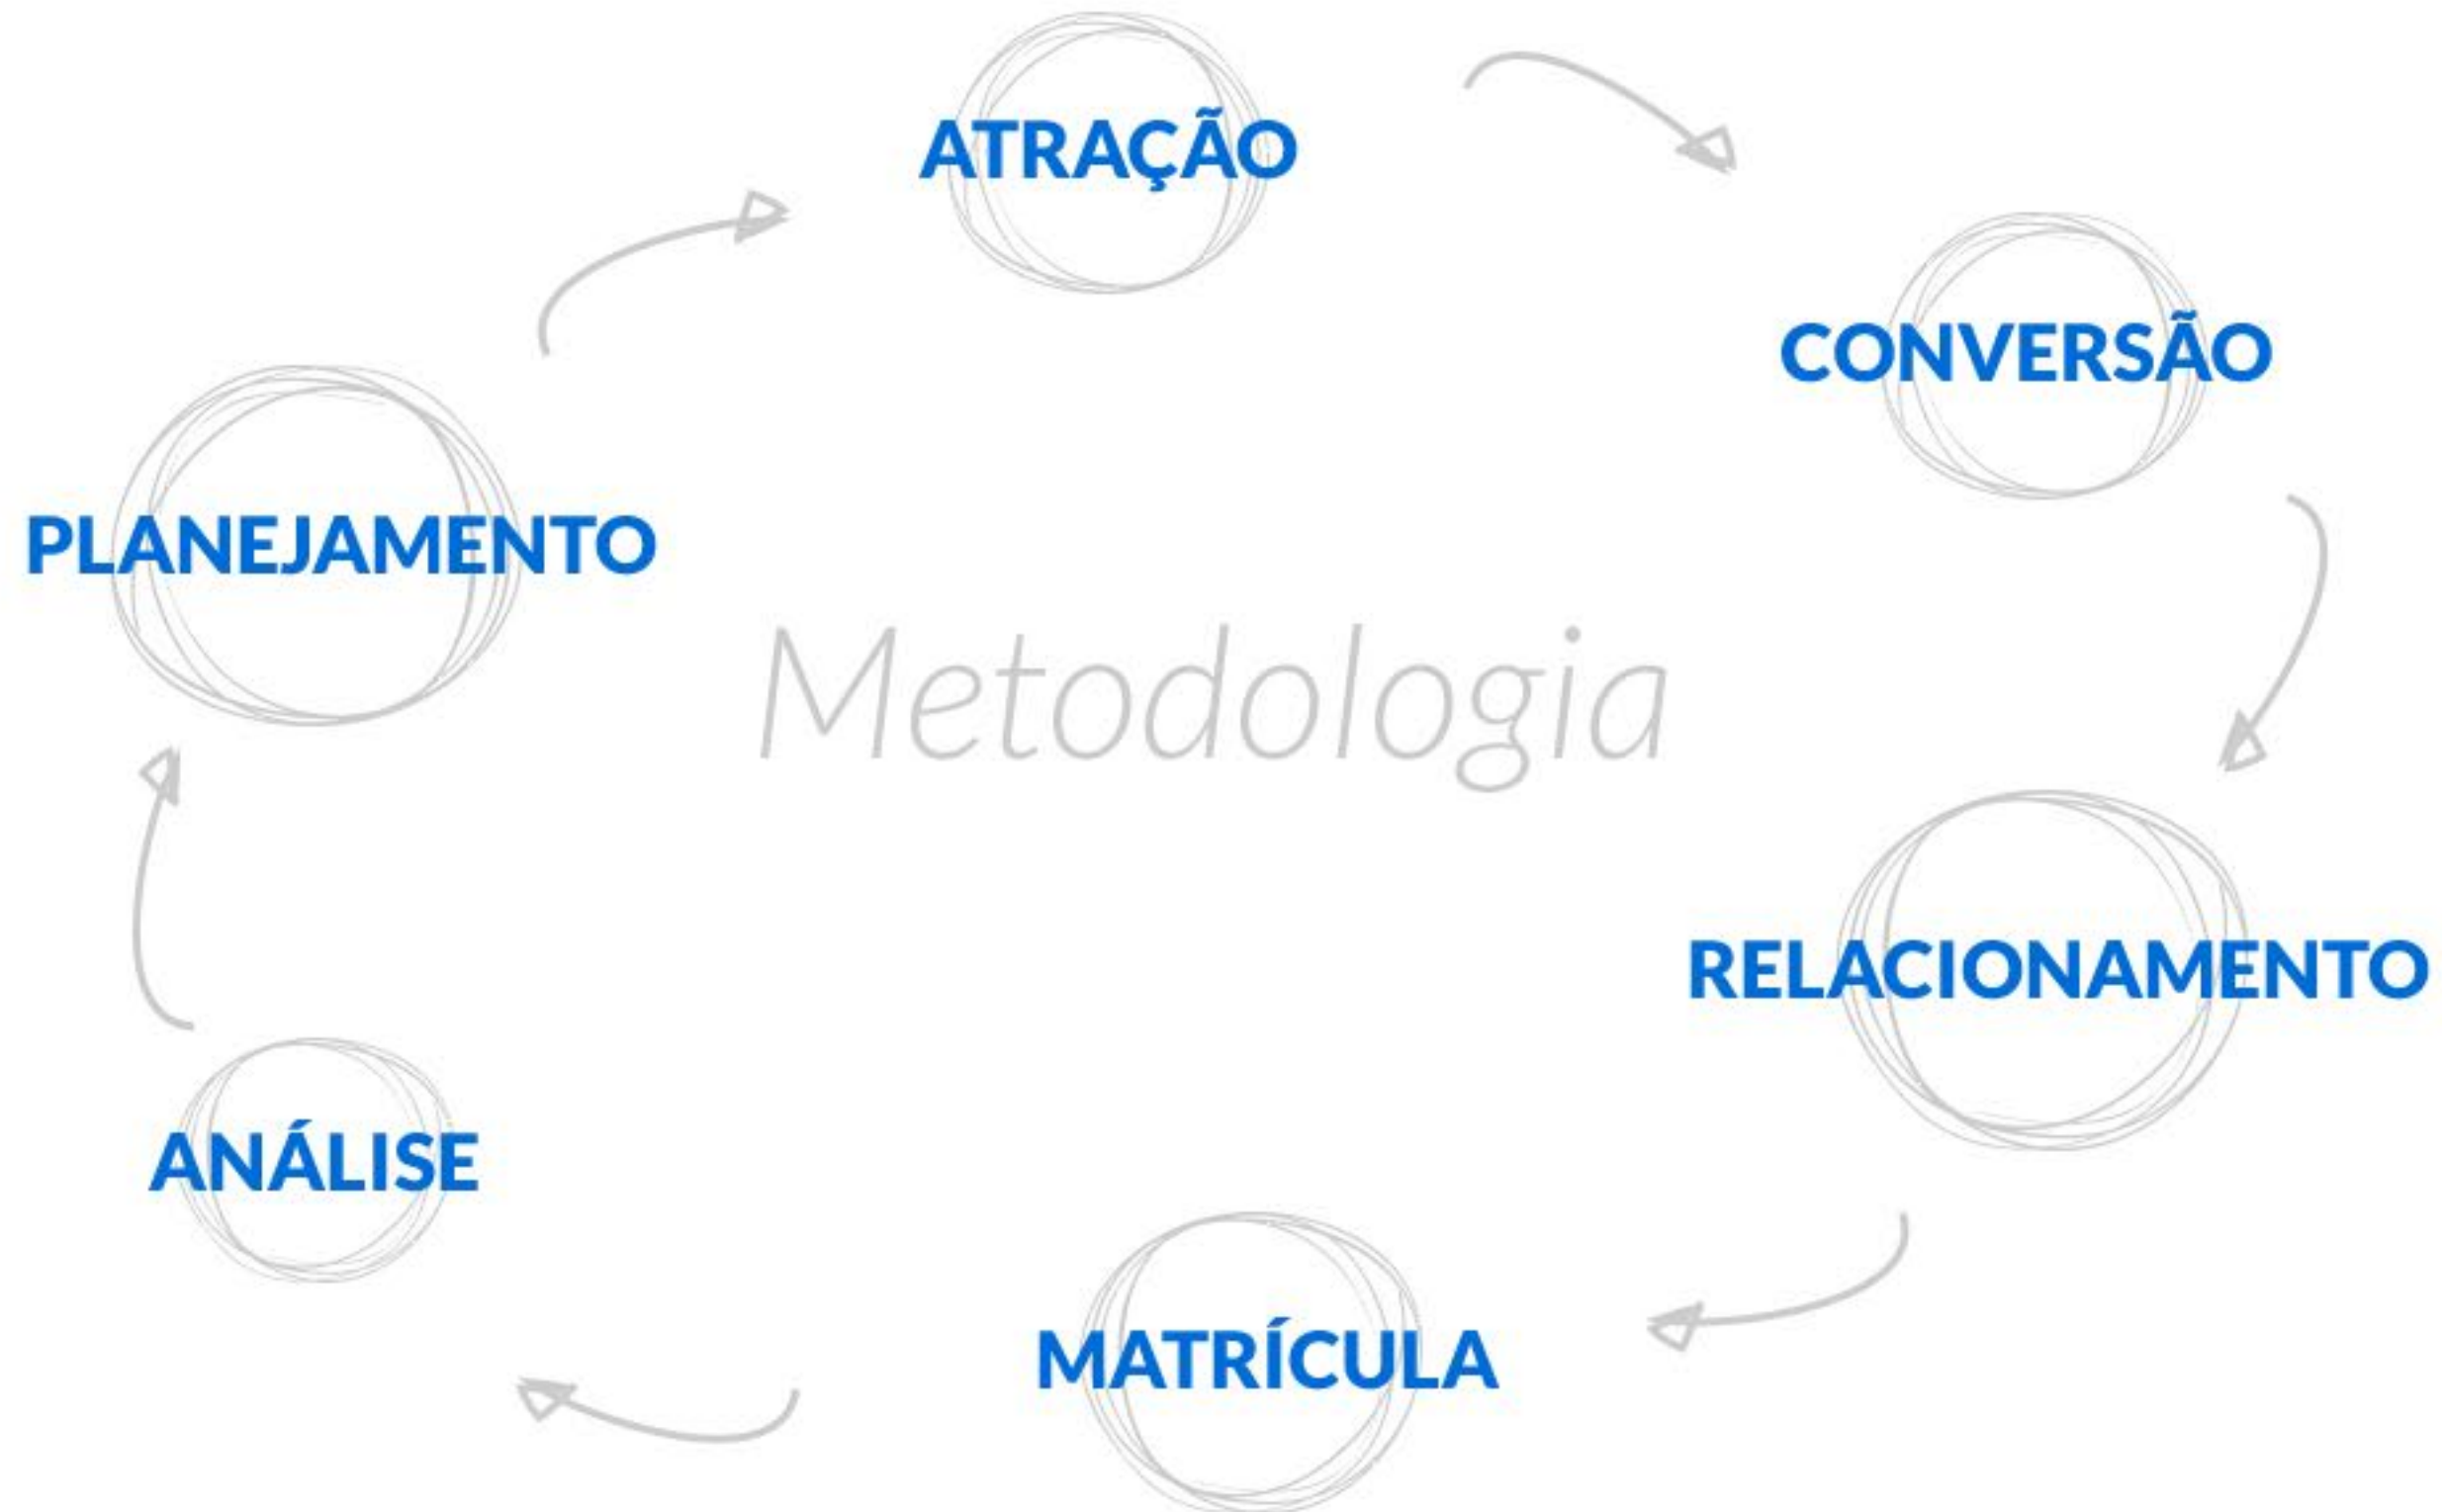 ATRAÇÃO
CONVERSÃO
PLANEJAMENTO
Metodologia
RELACIONAMENTO
ANÁLISE
MATRÍCULA